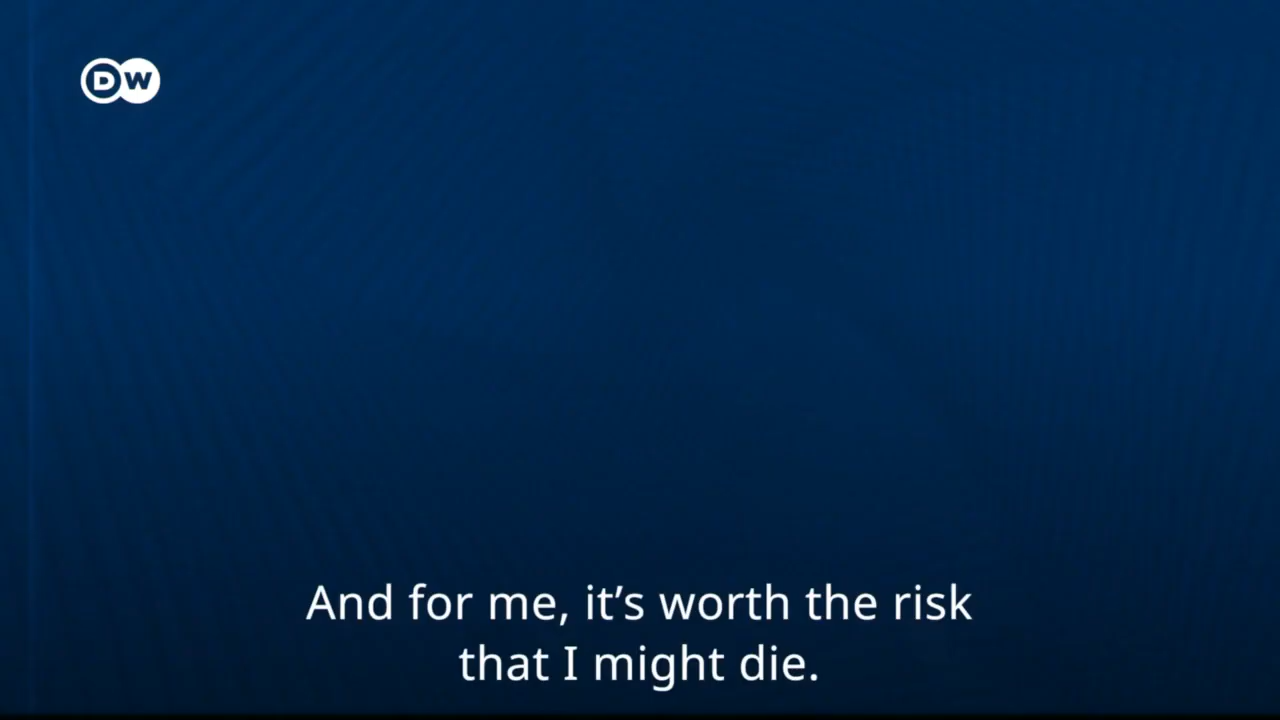 DW
And for me, it’s worth the risk
that I might die.